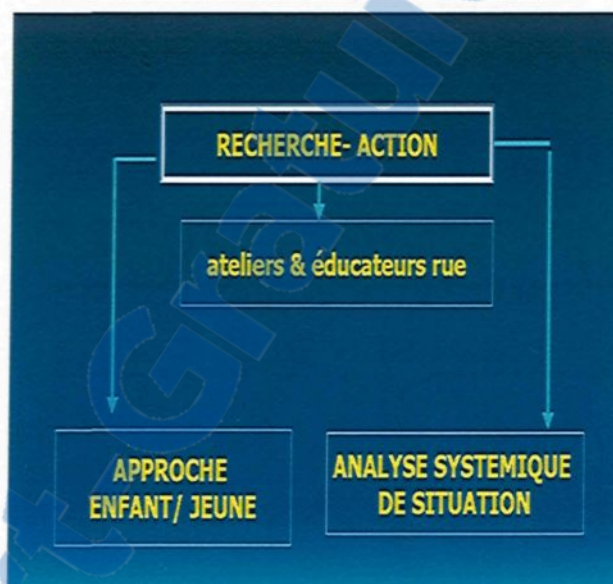 RECHERCHE- ACTION
ateliers & éducateurs rue
APPROCHE
ENFANT/ JEUNE
ANALYSE SYSTEMIQUE
DE SITUATION